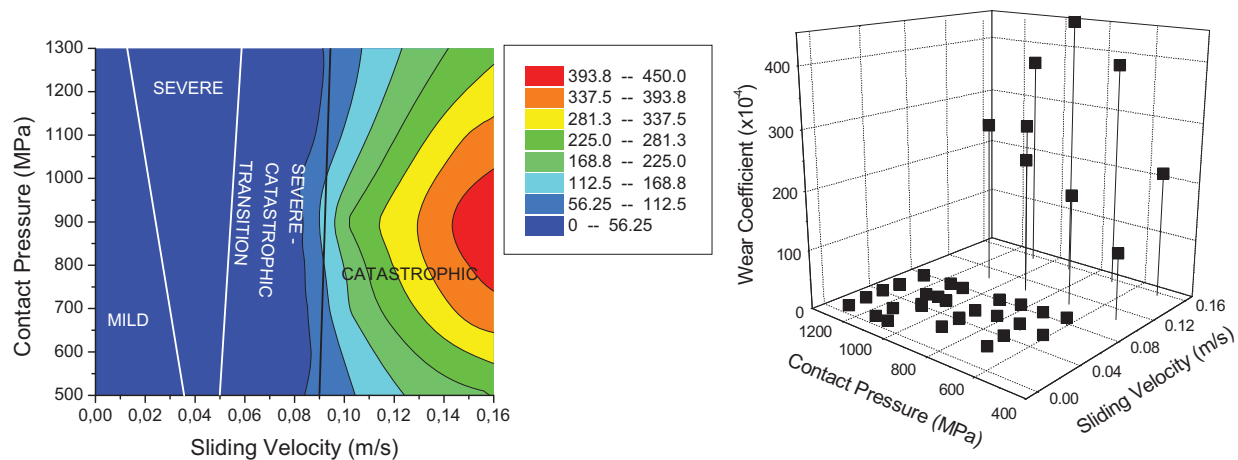 1300
1200
1100
1000
900
800
700
600
500
Contact Pressure (MPa)
SEVERE
MILD
SEVERE -
CATASTROPHIC
TRANSITION
CATASTROPHIC
0,00 0,02 0,04 0,06 0,08 0,10 0,12 0,14 0,16
Sliding Velocity (m/s)
393.8 -- 450.0
337.5 -- 393.8
281.3 -- 337.5
225.0 -- 281.3
168.8 -- 225.0
112.5 -- 168.8
56.25 -- 112.5
0 -- 56.25
Wear Coefficient (x10⁻⁴)
400
300
200
100
0
1200
1000
800
600
400
Contact Pressure (MPa)
0.00
0.04
0.08
0.12
0.16
Sliding Velocity (m/s)